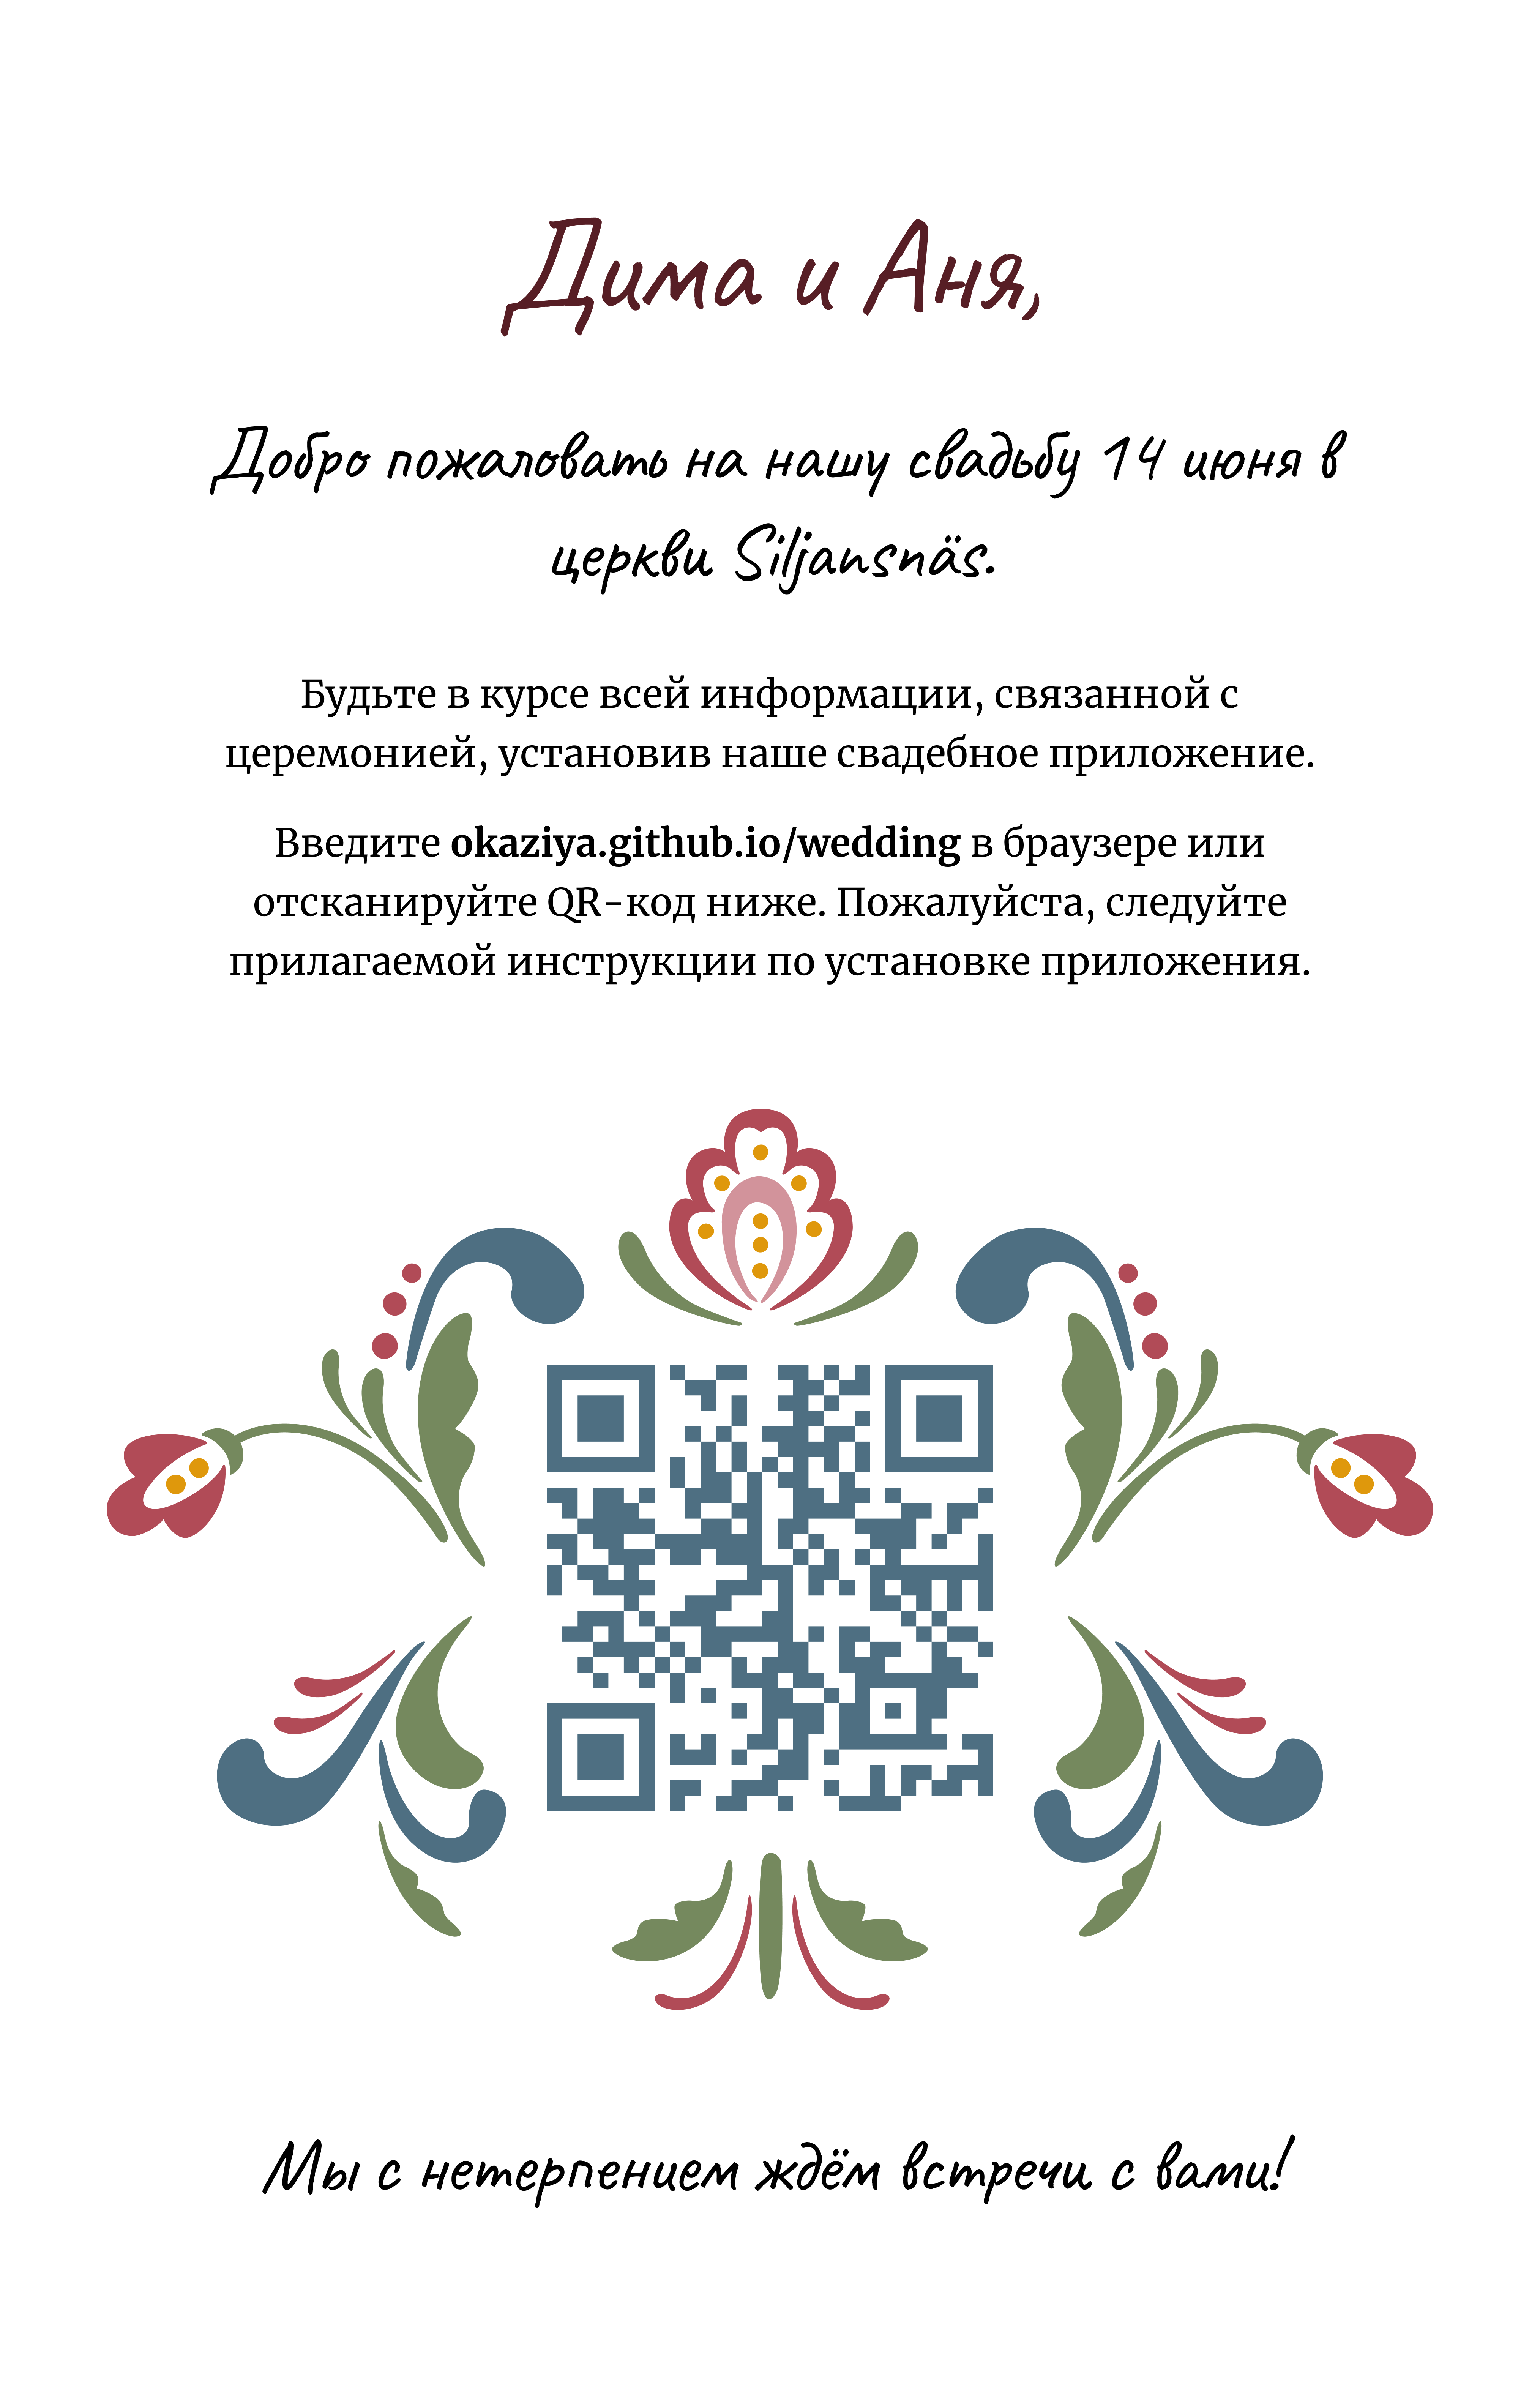 Дима и Аня,
Добро пожаловать на нашу свадьбу 14 июня в
церкви Siljansnäs.
Будьте в курсе всей информации, связанной с
церемонией, установив наше свадебное приложение.
Введите okaziya.github.io/wedding в браузере или
отсканируйте QR-код ниже. Пожалуйста, следуйте
прилагаемой инструкции по установке приложения.
Мы с нетерпением ждём встречи с вами!